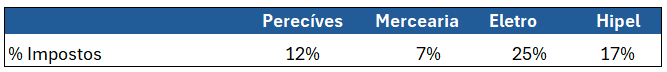 Perecíves Mercearia Eletro Hipel
% Impostos 12% 7% 25% 17%